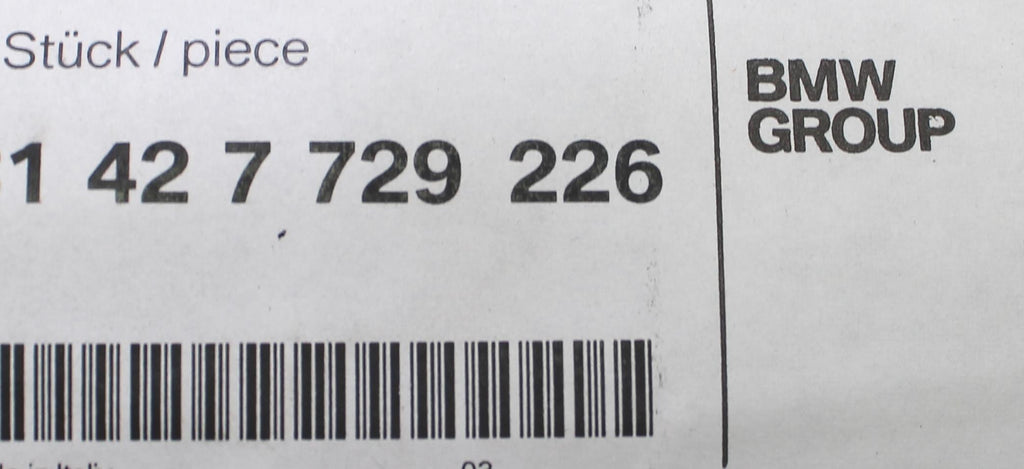 Stück / piece
1 42 7 729 226
BMW
GROUP